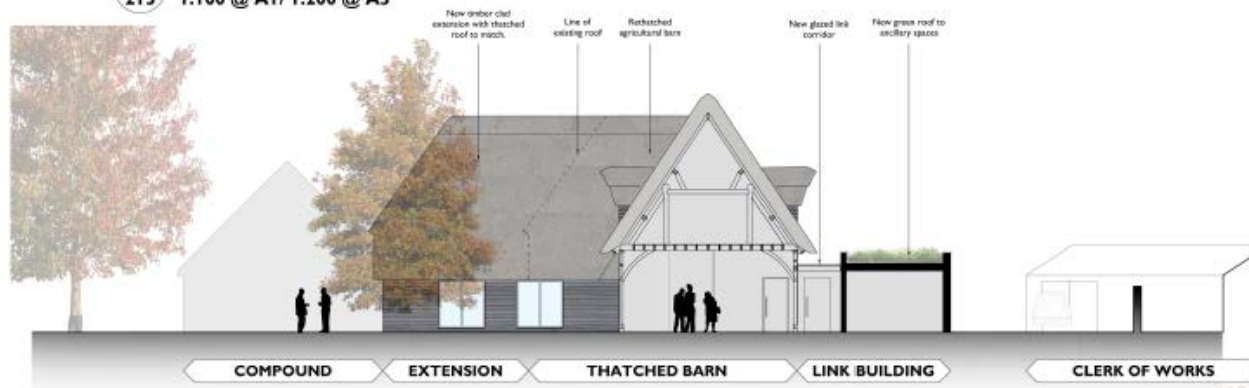 215 1:100 @ A1/ 1:200 @ A3
New timber clad
extension with thatched
roof to match.
Line of
existing roof
Rethatched
agricultural barn
New glazed link
corridor
New green roof to
ancillary spaces
COMPOUND
EXTENSION
THATCHED BARN
LINK BUILDING
CLERK OF WORKS